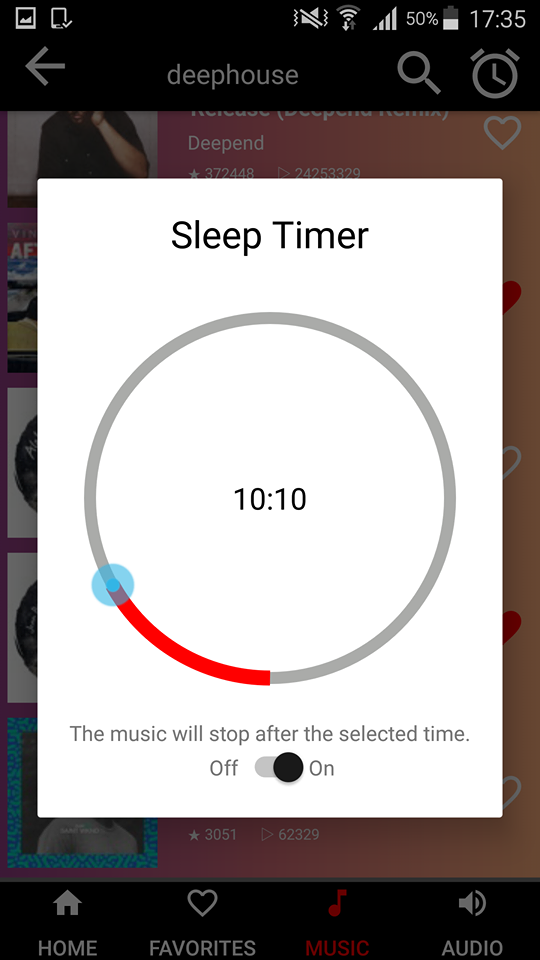 50% 17:35
deephouse
Release (Deepend Remix)
Deepend
372448 24253329
Sleep Timer
10:10
The music will stop after the selected time.
Off On
3051 62329
HOME FAVORITES MUSIC AUDIO